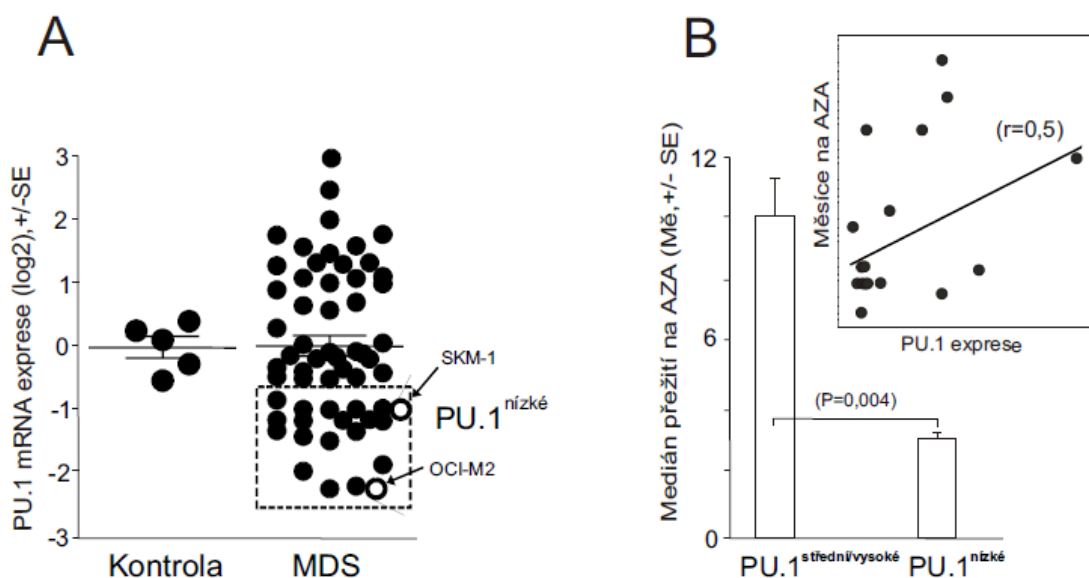 A
PU.1 mRNA exprese (log2),+/-SE
3
2
1
0
-1
-2
-3
SKM-1
PU.1nízké
OCI-M2
Kontrola
MDS
B
Medián přežití na AZA (Mě,+/- SE)
12
6
0
Měsíce na AZA
(r=0,5)
PU.1 exprese
(P=0,004)
PU.1střední/vysoké
PU.1nízké